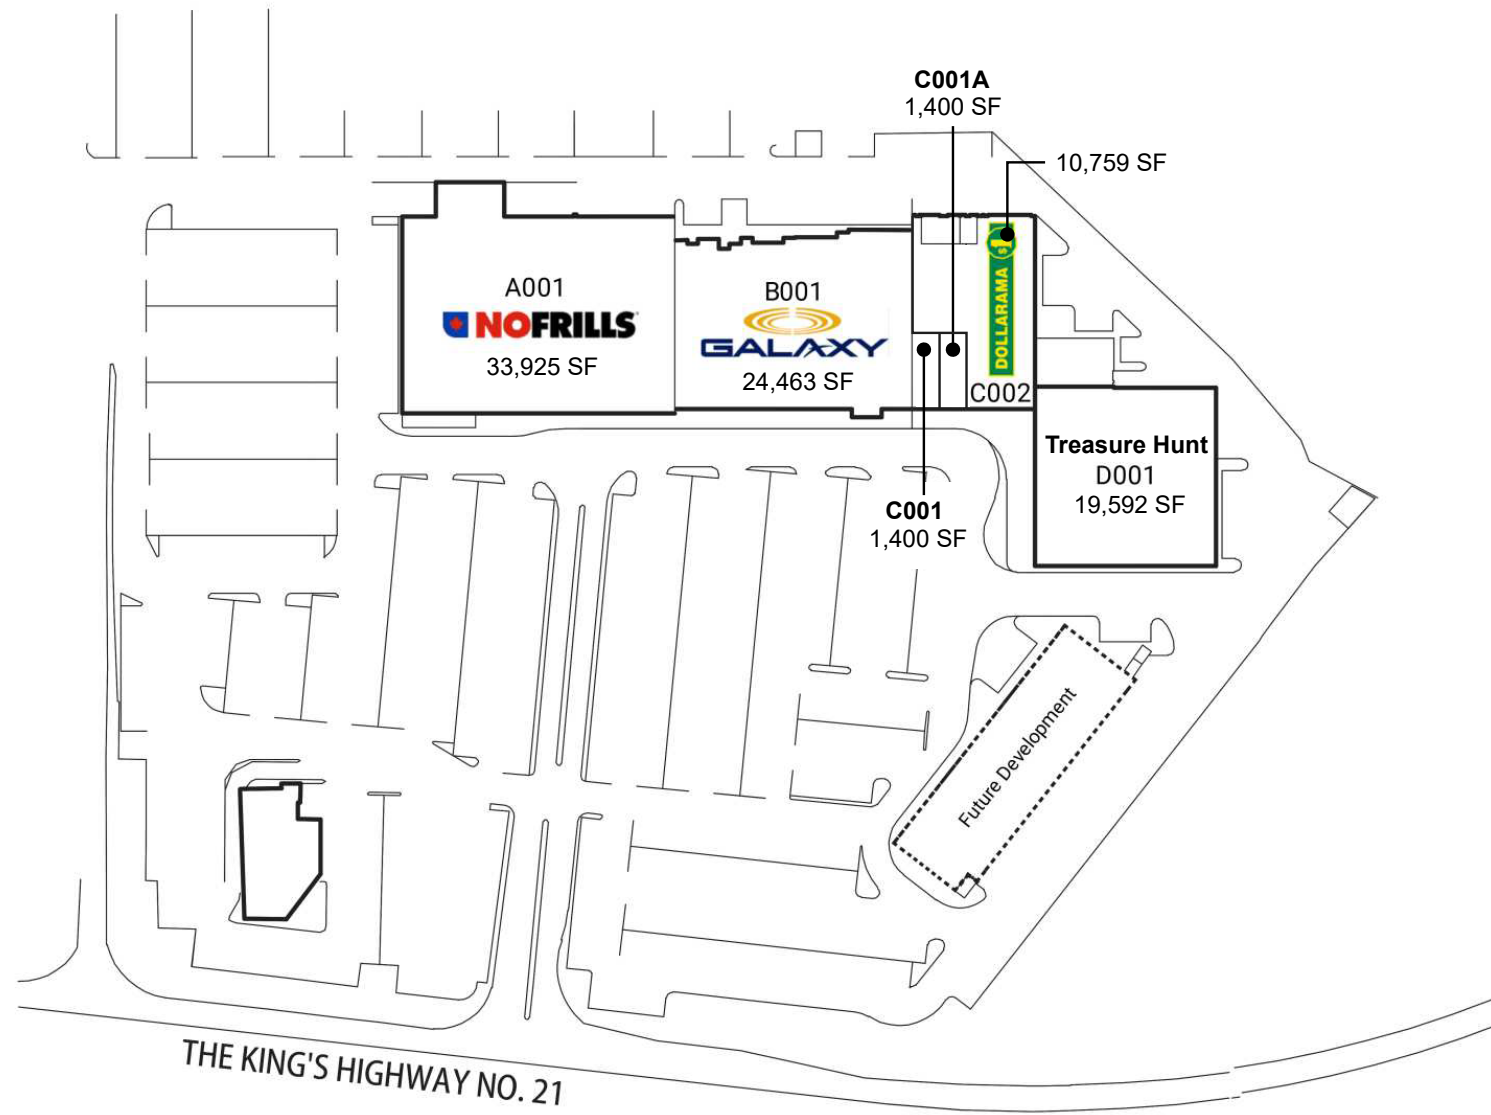 C001A
1,400 SF
10,759 SF
A001
NOFRILLS
33,925 SF
B001
GALAXY
24,463 SF
$1
DOLLARAMA
C002
Treasure Hunt
D001
19,592 SF
C001
1,400 SF
Future Development
THE KING'S HIGHWAY NO. 21